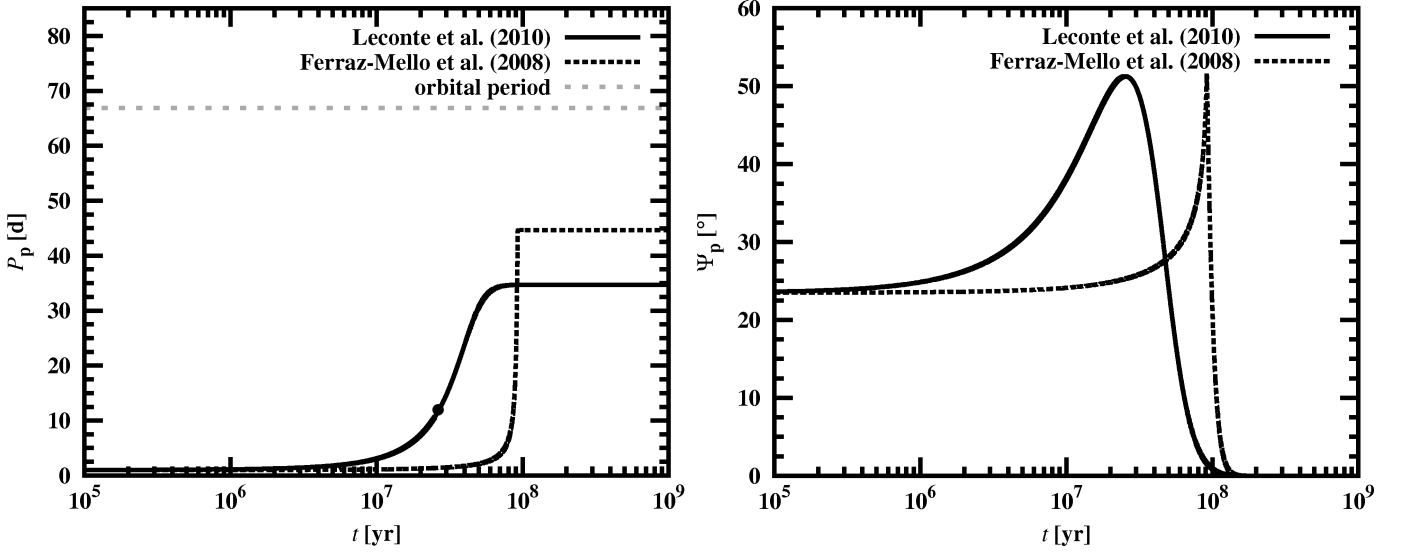 80
70
60
50
40
30
20
10
0
P_p [d]
Leconte et al. (2010)
Ferraz-Mello et al. (2008)
orbital period
10^5 10^6 10^7 10^8 10^9
t [yr]
60
50
40
30
20
10
0
Ψ_p [°]
Leconte et al. (2010)
Ferraz-Mello et al. (2008)
10^5 10^6 10^7 10^8 10^9
t [yr]